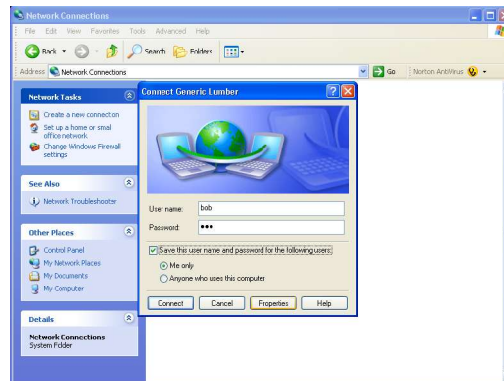 Network Connections
File Edit View Favorites Tools Advanced Help
Back Search Folders
Address Network Connections Go Norton AntiVirus
Network Tasks
Create a new connection
Set up a home or small
office network
Change Windows Firewall
settings
See Also
Network Troubleshooter
Other Places
Control Panel
My Network Places
My Documents
My Computer
Details
Network Connections
System Folder
Connect Generic Lumber
User name: bob
Password: •••
Save this user name and password for the following users:
Me only
Anyone who uses this computer
Connect Cancel Properties Help